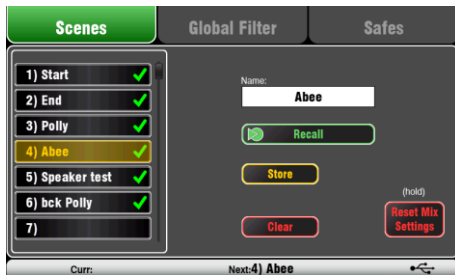 Scenes
Global Filter
Safes
1) Start
2) End
3) Polly
4) Abee
5) Speaker test
6) bck Polly
7)
Name:
Abee
Recall
Store
Clear
(hold)
Reset Mix
Settings
Curr:
Next:4) Abee